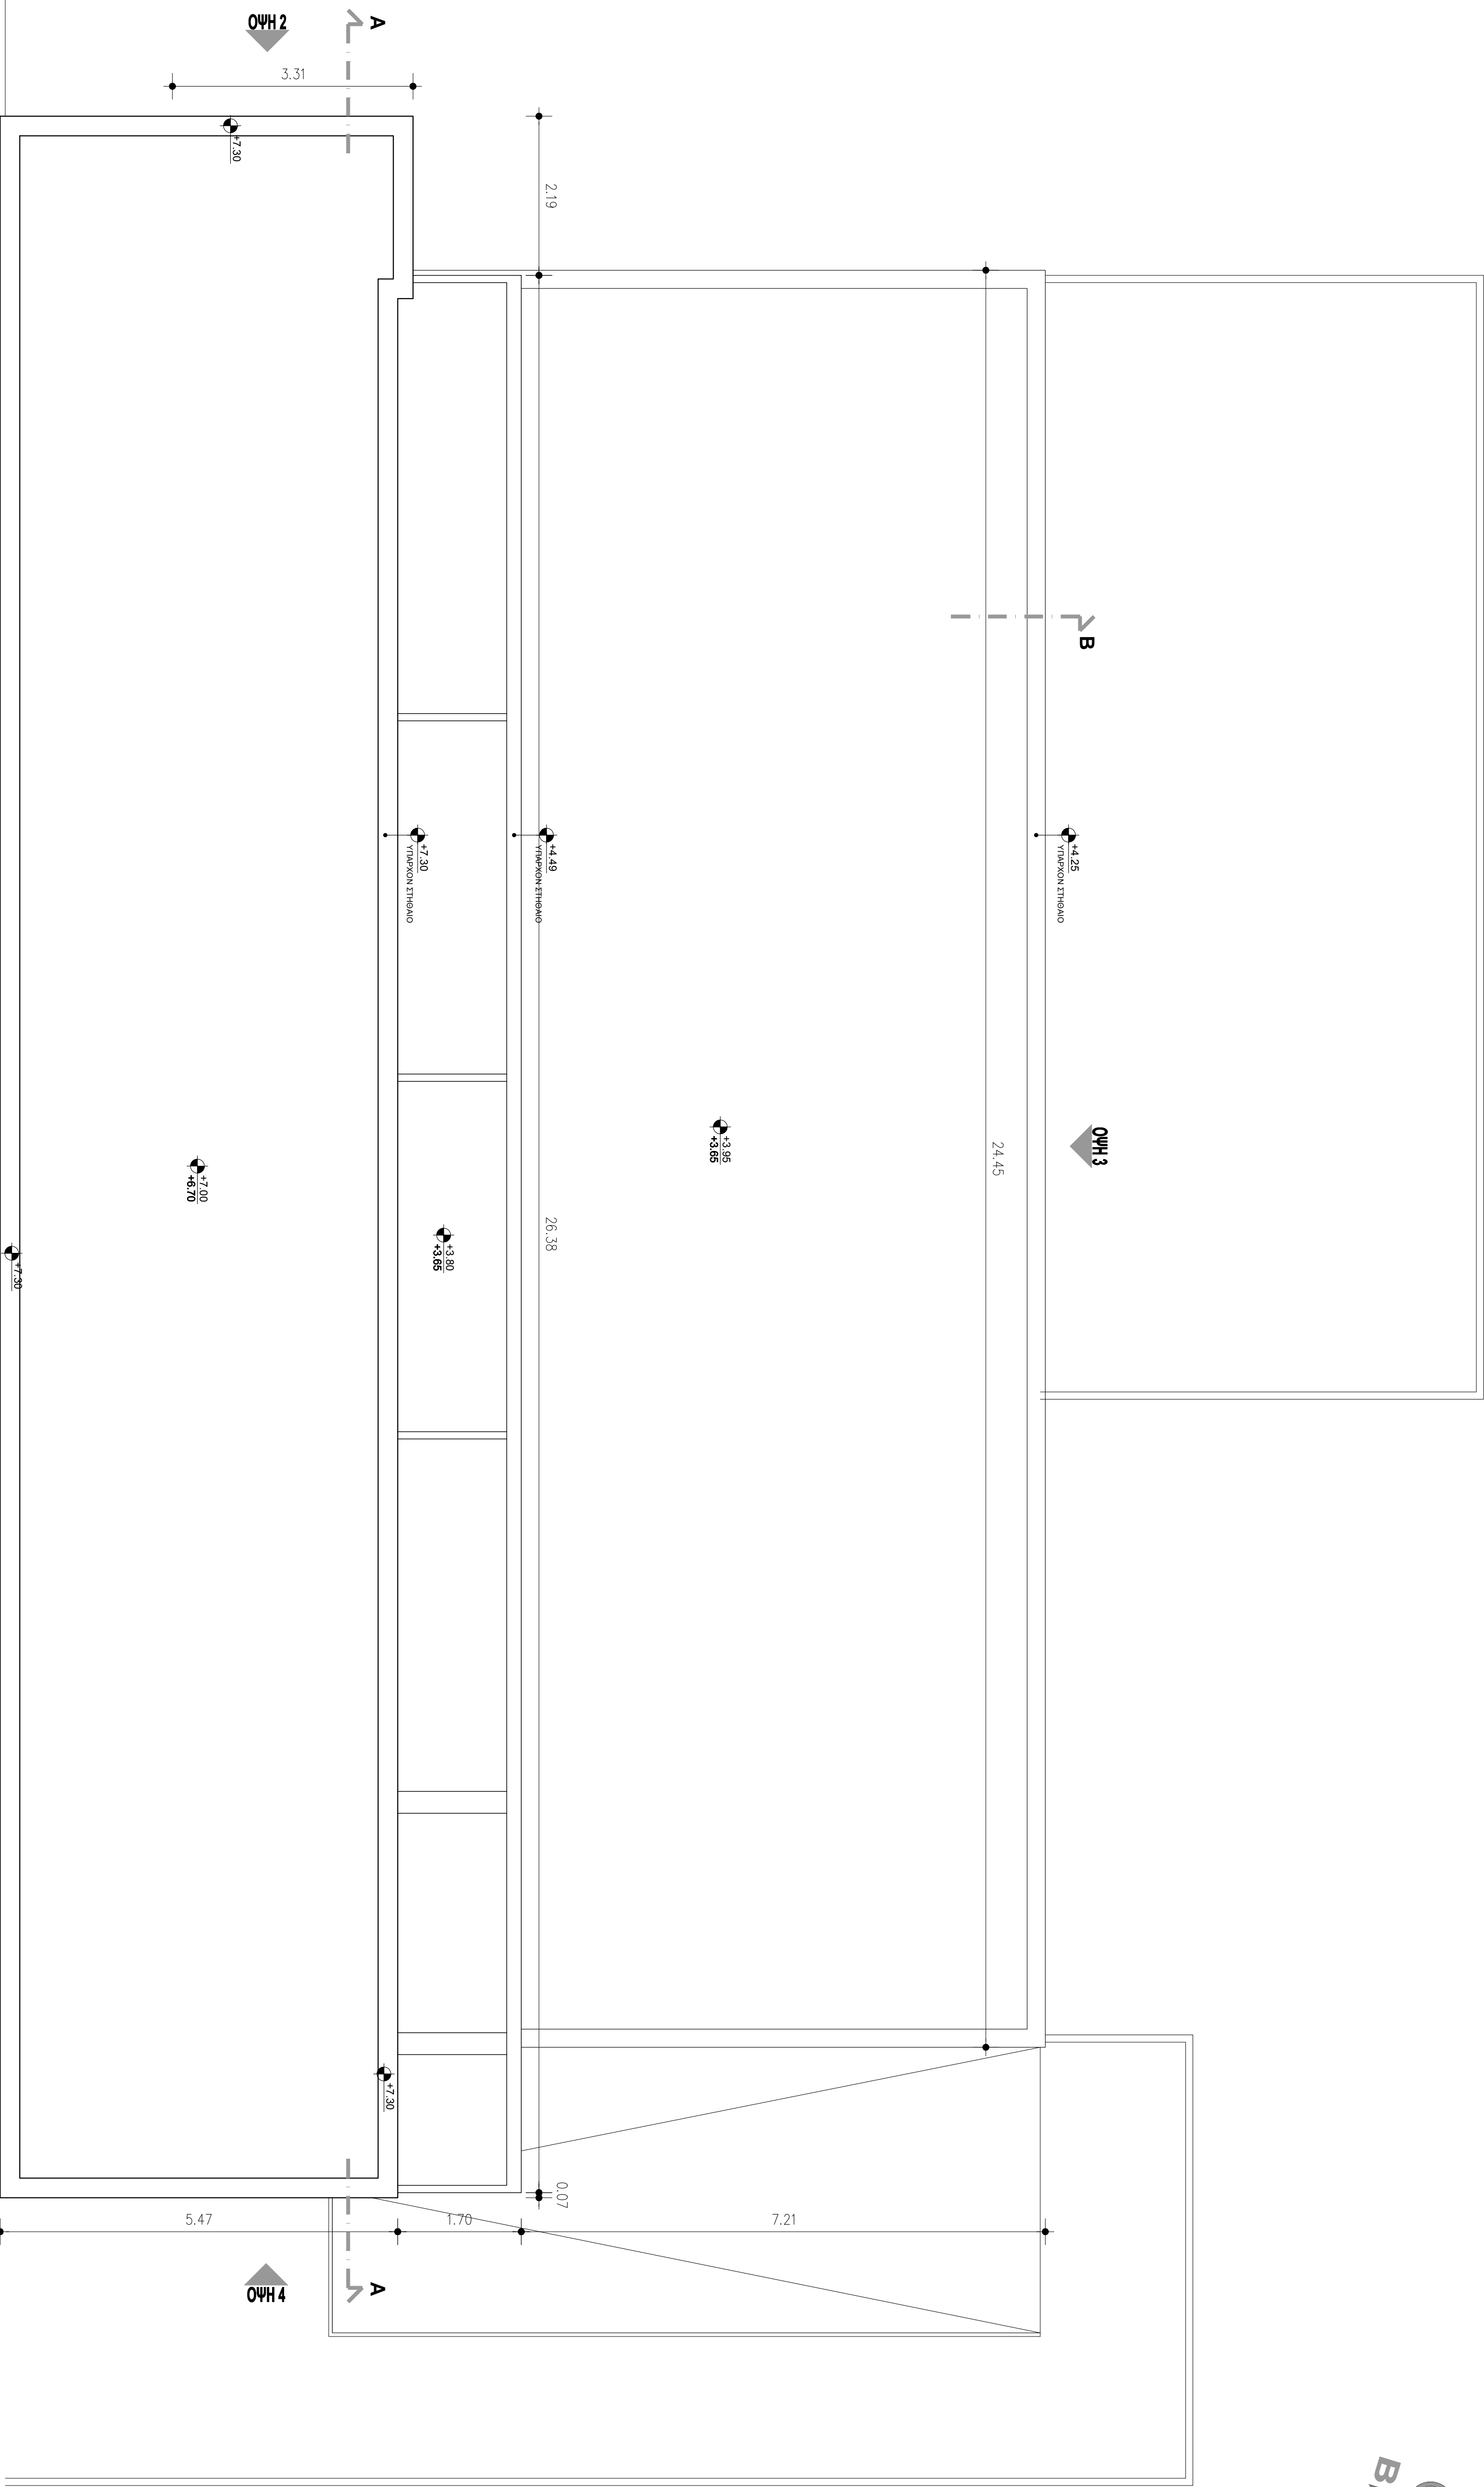 ΟΨΗ 2
A
3.31
+7.30
2.19
B
+7.30
ΥΠΑΡΧΟΝ ΣΤΗΘΑΙΟ
+4.49
ΥΠΑΡΧΟΝ ΣΤΗΘΑΙΟ
+4.25
ΥΠΑΡΧΟΝ ΣΤΗΘΑΙΟ
ΟΨΗ 3
24.45
+3.95
+3.65
+7.00
+6.70
+3.80
+3.65
26.38
+7.30
+7.30
0.07
5.47
1.70
7.21
ΟΨΗ 4
A